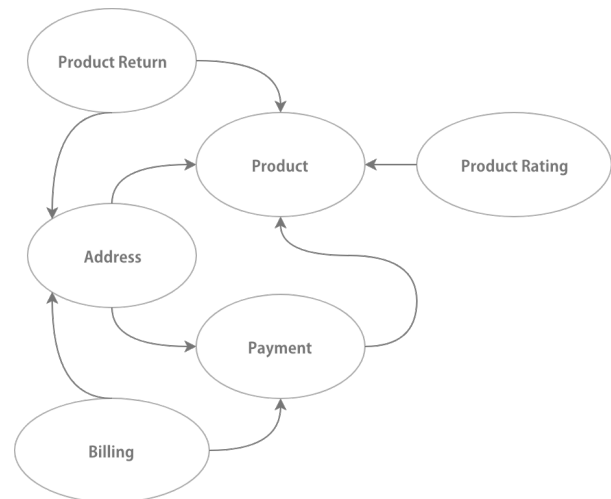 Product Return
Product
Product Rating
Address
Payment
Billing